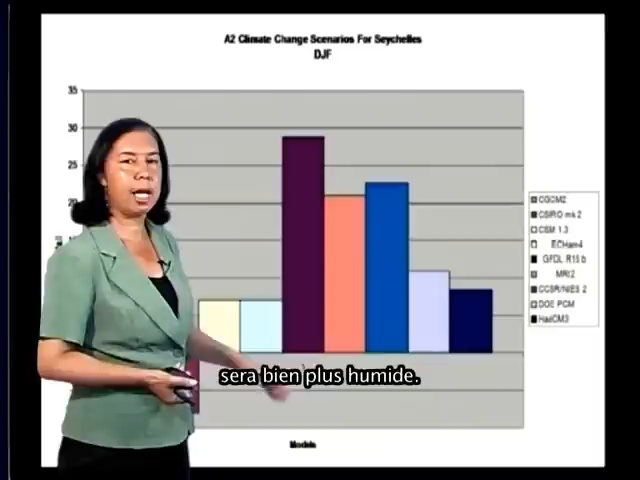 A2 Climate Change Scenarios For Seychelles
DJF
35
30
25
CGCM2
CSIRO mk 2
CSM 1.3
ECHam4
GFDL R15 b
MRI2
CCSR/NIES 2
DOE PCM
HadCM3
sera bien plus humide.
Models